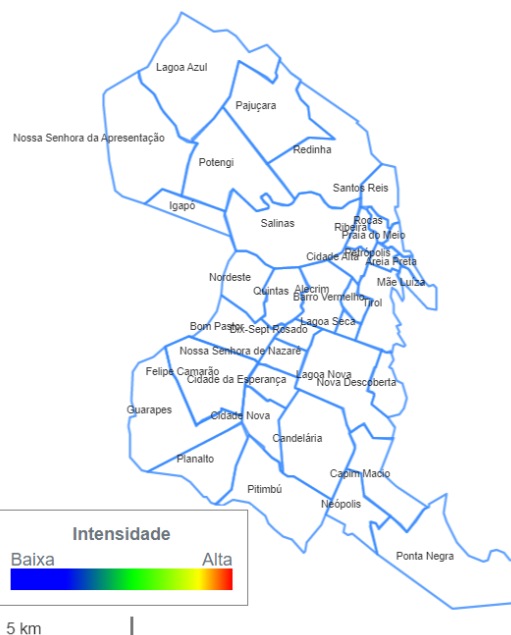 Lagoa Azul
Pajuçara
Nossa Senhora da Apresentação
Redinha
Potengi
Santos Reis
Igapó
Salinas
Rocas
Ribeira
Praia do Meio
Petrópolis
Cidade Alta
Areia Preta
Nordeste
Mãe Luíza
Quintas
Alecrim
Barro Vermelho
Tirol
Lagoa Seca
Bom Pastor
Dix-Sept Rosado
Nossa Senhora de Nazaré
Felipe Camarão
Lagoa Nova
Cidade da Esperança
Nova Descoberta
Guarapes
Cidade Nova
Candelária
Planalto
Capim Macio
Pitimbú
Neópolis
Ponta Negra
Intensidade
Baixa Alta
5 km